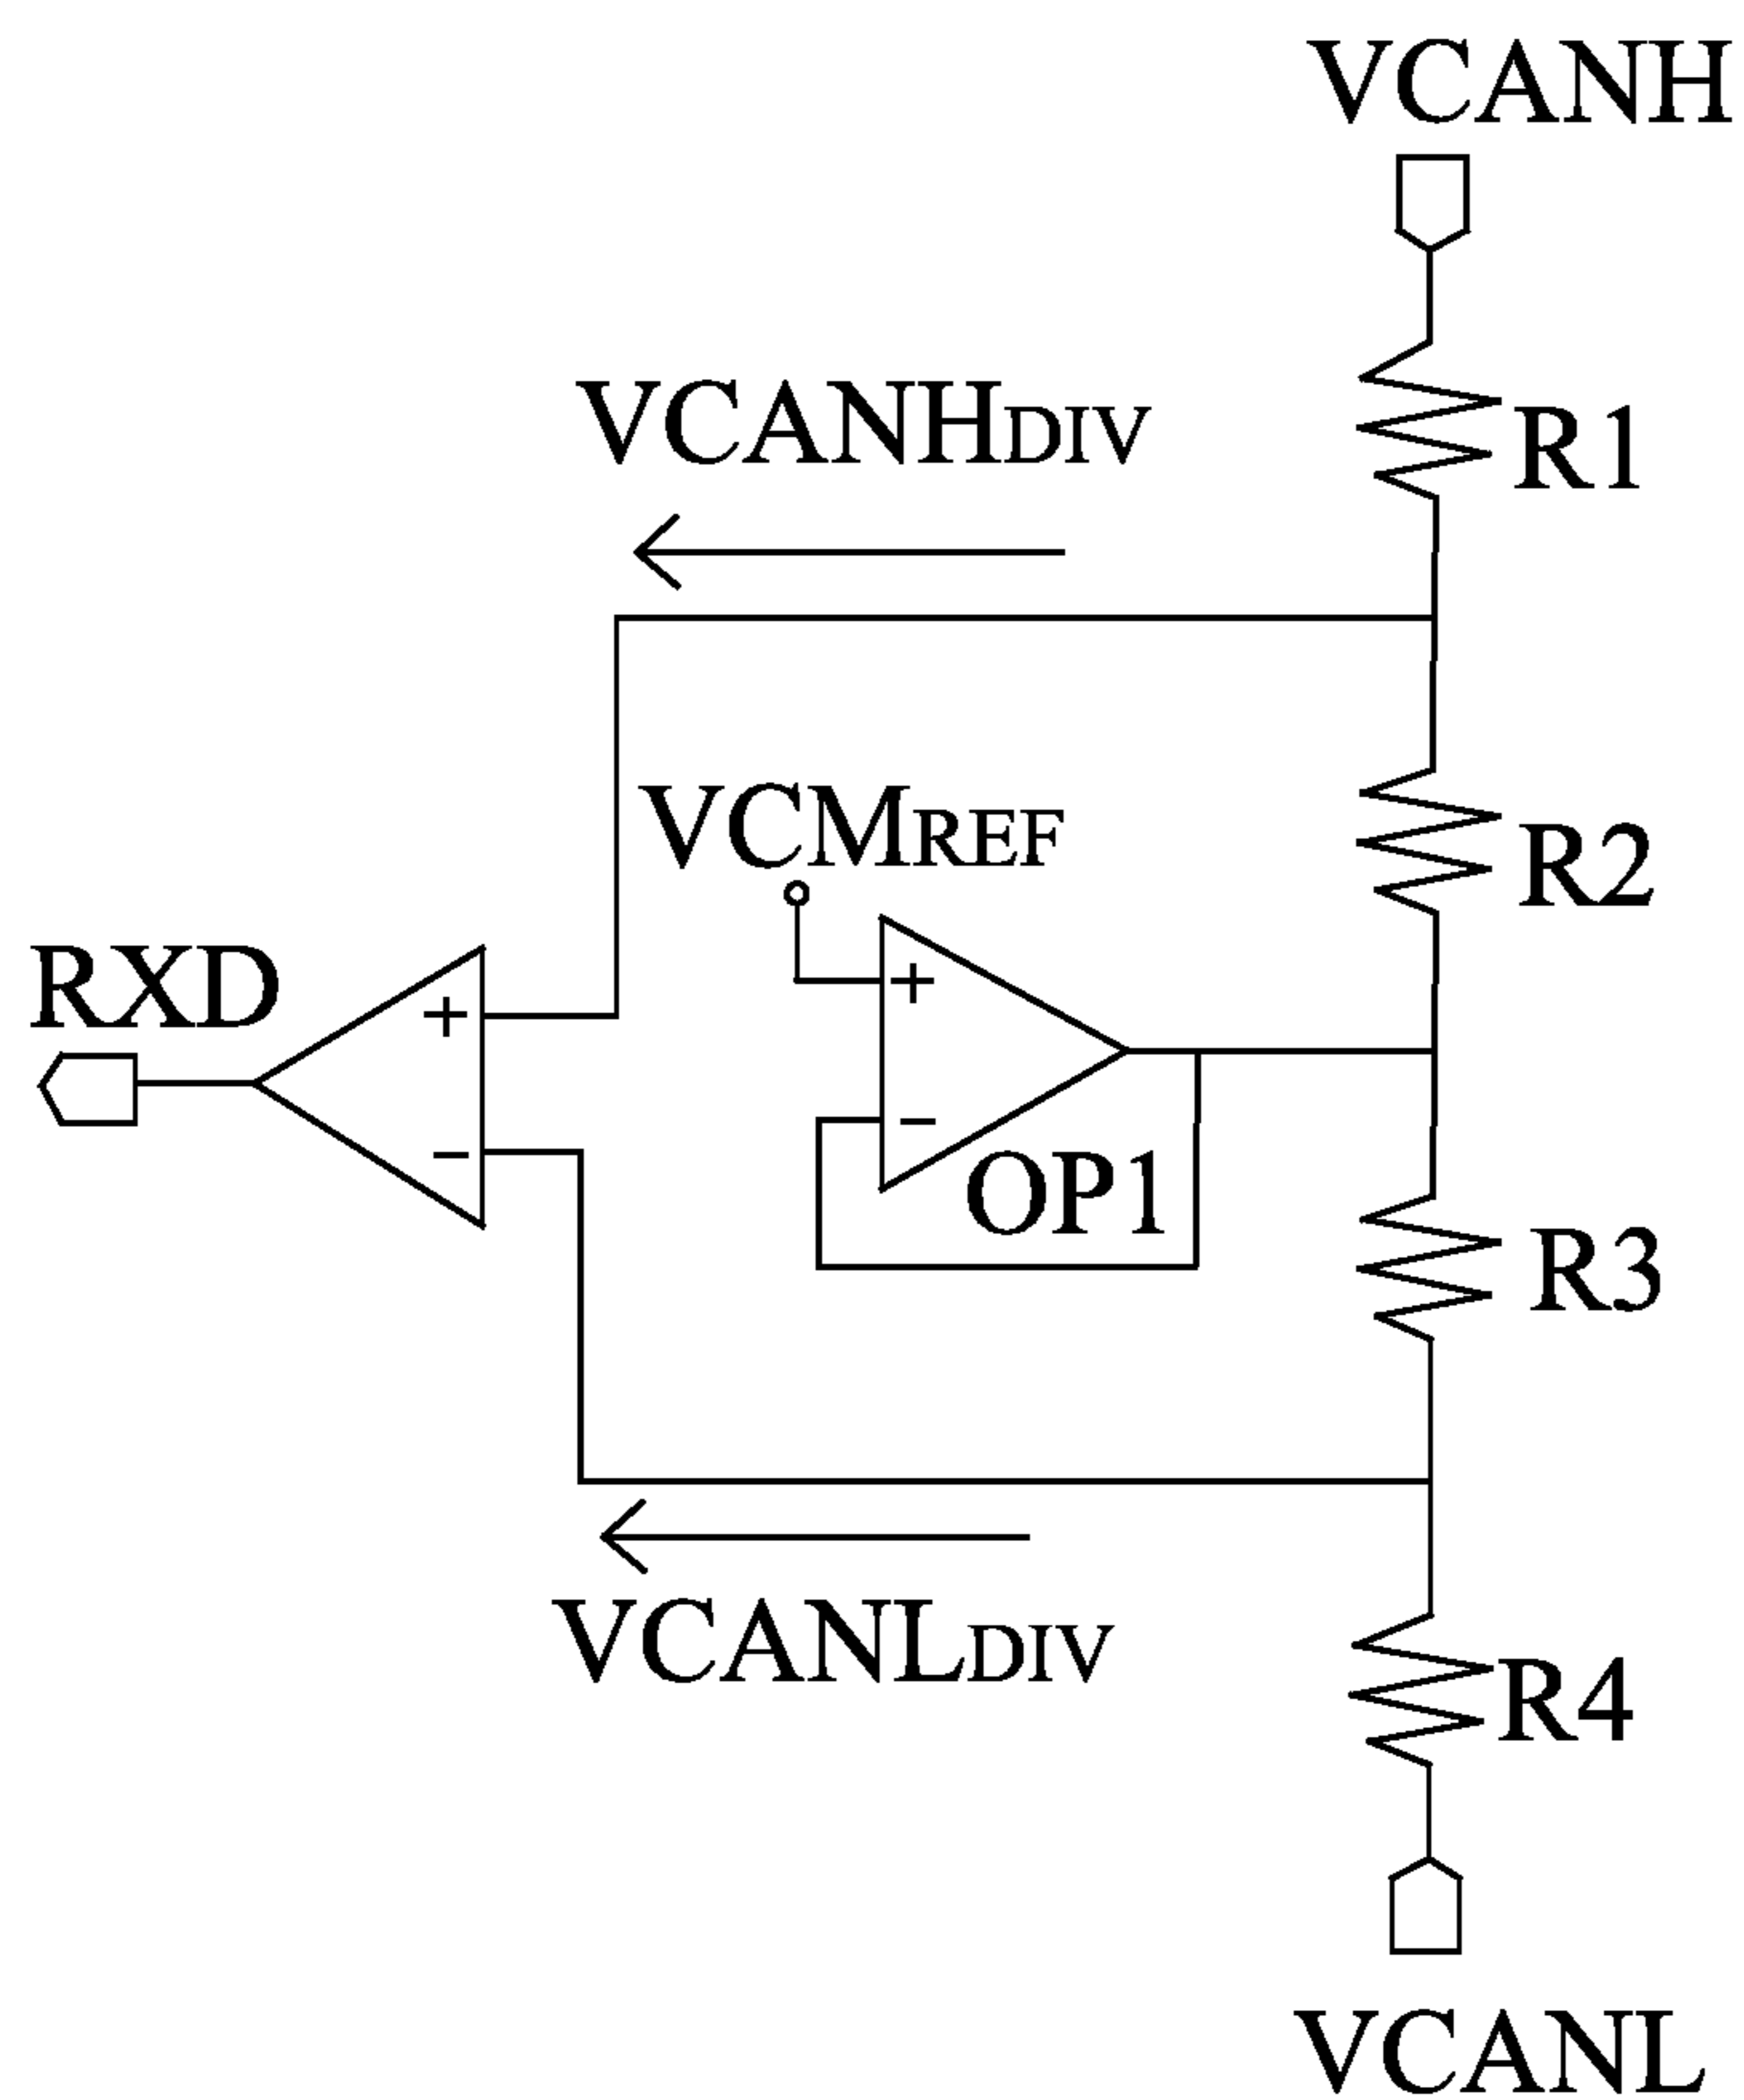 VCANH
VCANHDIV
R1
VCMREF
R2
RXD
+
+
-
-
OP1
R3
VCANLDIV
R4
VCANL